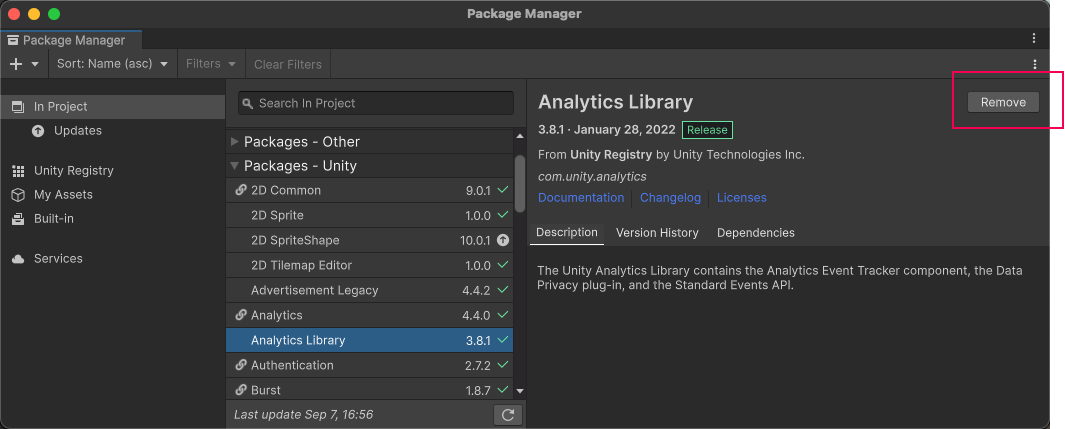 Package Manager
Package Manager
Sort: Name (asc)
Filters
Clear Filters
In Project
Updates
Unity Registry
My Assets
Built-in
Services
Search In Project
Packages - Other
Packages - Unity
2D Common 9.0.1
2D Sprite 1.0.0
2D SpriteShape 10.0.1
2D Tilemap Editor 1.0.0
Advertisement Legacy 4.4.2
Analytics 4.4.0
Analytics Library 3.8.1
Authentication 2.7.2
Burst 1.8.7
Last update Sep 7, 16:56
Analytics Library
Remove
3.8.1 · January 28, 2022 Release
From Unity Registry by Unity Technologies Inc.
com.unity.analytics
Documentation Changelog Licenses
Description Version History Dependencies
The Unity Analytics Library contains the Analytics Event Tracker component, the Data
Privacy plug-in, and the Standard Events API.